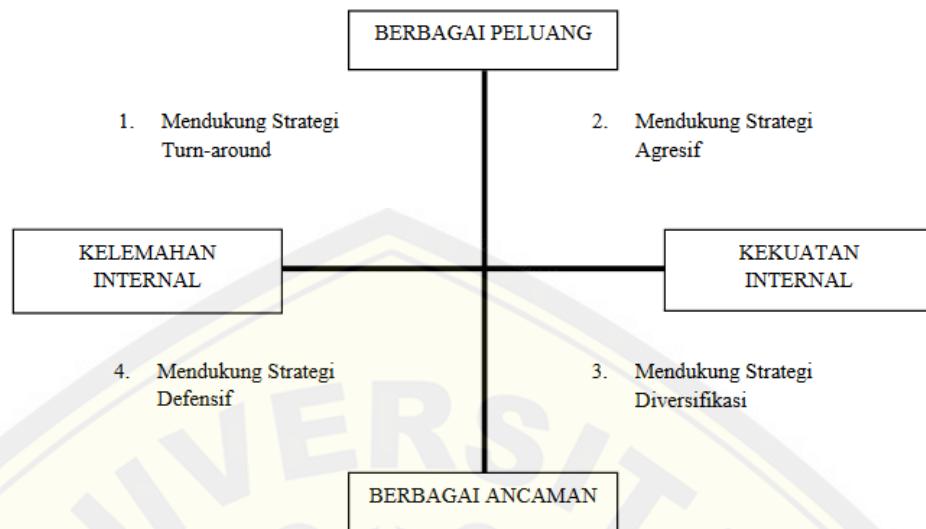 BERBAGAI PELUANG
1. Mendukung Strategi
Turn-around
2. Mendukung Strategi
Agresif
KELEMAHAN
INTERNAL
KEKUATAN
INTERNAL
4. Mendukung Strategi
Defensif
3. Mendukung Strategi
Diversifikasi
BERBAGAI ANCAMAN